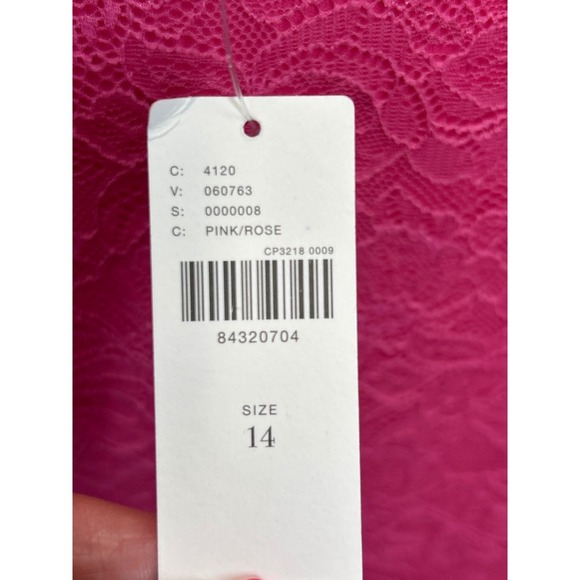 C: 4120
V: 060763
S: 0000008
C: PINK/ROSE
CP3218 0009
84320704
SIZE
14